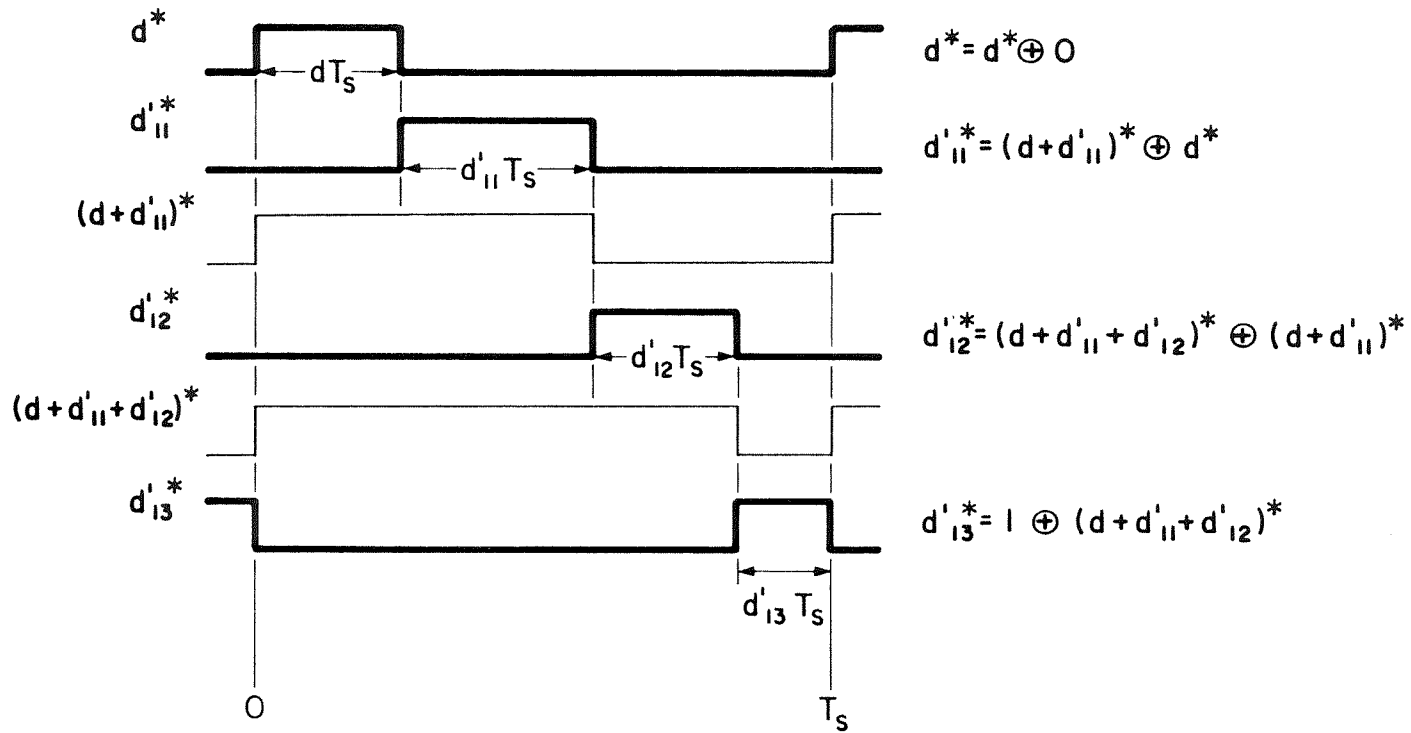 d*
dTs
d* = d* ⊕ 0
d'11*
d'11 Ts
d'11* = (d+d'11)* ⊕ d*
(d+d'11)*
d'12*
d'12 Ts
d'12* = (d+d'11+d'12)* ⊕ (d+d'11)*
(d+d'11+d'12)*
d'13*
d'13* = 1 ⊕ (d+d'11+d'12)*
d'13 Ts
0
Ts